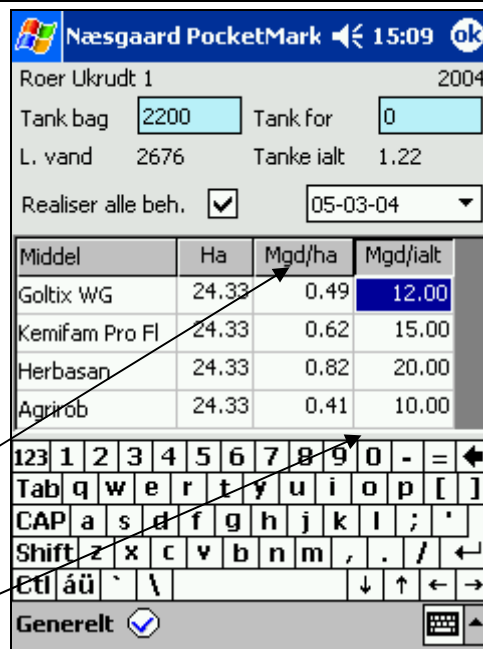 Næsgaard PocketMark 15:09 ok
Roer Ukrudt 1 2004
Tank bag 2200 Tank for 0
L. vand 2676 Tanke ialt 1.22
Realiser alle beh. 05-03-04
Middel Ha Mgd/ha Mgd/ialt
Goltix WG 24.33 0.49 12.00
Kemifam Pro Fl 24.33 0.62 15.00
Herbasan 24.33 0.82 20.00
Agrirob 24.33 0.41 10.00
123 1 2 3 4 5 6 7 8 9 0 - = ←
Tab q w e r t y u i o p [ ]
CAP a s d f g h j k l ; '
Shift z x c v b n m , . / ↵
Ctl áü ` \ ↓ ↑ ← →
Generelt